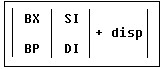 BX SI
+ disp
BP DI